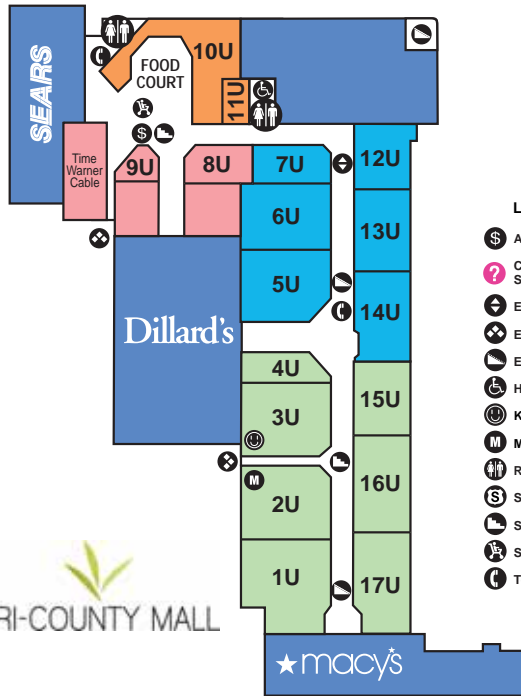 SEARS
FOOD
COURT
10U
11U
Time
Warner
Cable
9U
8U
7U
12U
6U
13U
5U
14U
Dillard's
4U
15U
3U
16U
M
2U
1U
17U
RI-COUNTY MALL
★macy's
L
$ A
? C
S
E
E
E
H
K
M M
R
S S
S
S
T
$